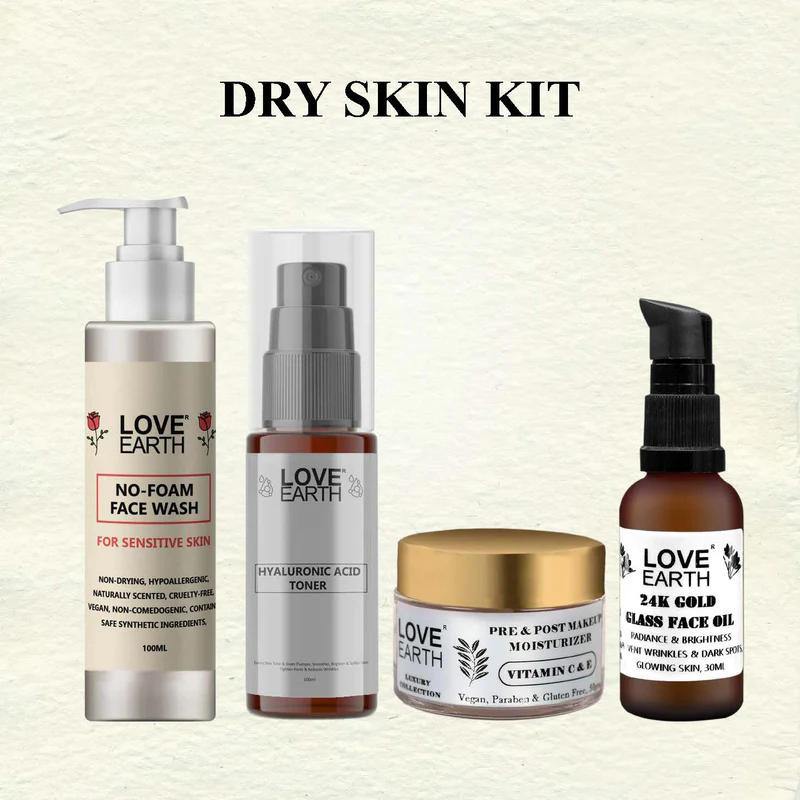 DRY SKIN KIT
LOVE R
EARTH
NO-FOAM
FACE WASH
FOR SENSITIVE SKIN
NON-DRYING, HYPOALLERGENIC,
NATURALLY SCENTED, CRUELTY-FREE,
VEGAN, NON-COMEDOGENIC, CONTAIN
SAFE SYNTHETIC INGREDIENTS,
100ML
LOVE R
EARTH
HYALURONIC ACID
TONER
100ml
LOVE R
EARTH
LUXURY
COLLECTION
PRE & POST MAKEUP
MOISTURIZER
VITAMIN C & E
Vegan, Paraben & Gluten Free,
LOVE R
EARTH
24K GOLD
GLASS FACE OIL
RADIANCE & BRIGHTNESS
VENT WRINKLES & DARK SPOTS,
GLOWING SKIN, 30ML